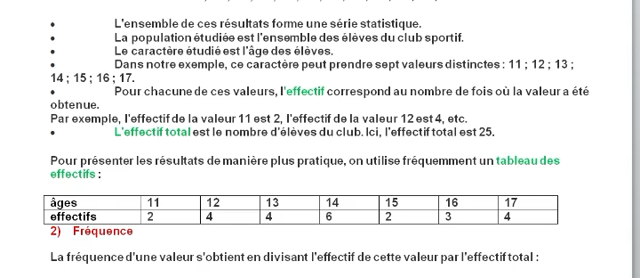 • L'ensemble de ces résultats forme une série statistique.
• La population étudiée est l'ensemble des élèves du club sportif.
• Le caractère étudié est l'âge des élèves.
• Dans notre exemple, ce caractère peut prendre sept valeurs distinctes : 11 ; 12 ; 13 ;
14 ; 15 ; 16 ; 17.
• Pour chacune de ces valeurs, l'effectif correspond au nombre de fois où la valeur a été
obtenue.
Par exemple, l'effectif de la valeur 11 est 2, l'effectif de la valeur 12 est 4, etc.
• L'effectif total est le nombre d'élèves du club. Ici, l'effectif total est 25.
Pour présenter les résultats de manière plus pratique, on utilise fréquemment un tableau des
effectifs :
âges 11 12 13 14 15 16 17
effectifs 2 4 4 6 2 3 4
2) Fréquence
La fréquence d'une valeur s'obtient en divisant l'effectif de cette valeur par l'effectif total :